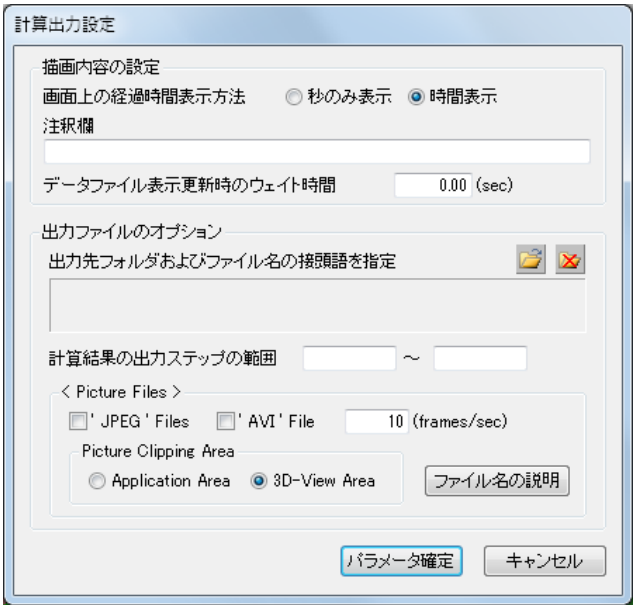 計算出力設定
描画内容の設定
画面上の経過時間表示方法 秒のみ表示 時間表示
注釈欄
データファイル表示更新時のウェイト時間 0.00 (sec)
出力ファイルのオプション
出力先フォルダおよびファイル名の接頭語を指定
計算結果の出力ステップの範囲 ～
< Picture Files >
' JPEG ' Files ' AVI ' File 10 (frames/sec)
Picture Clipping Area
Application Area 3D-View Area ファイル名の説明
パラメータ確定 キャンセル